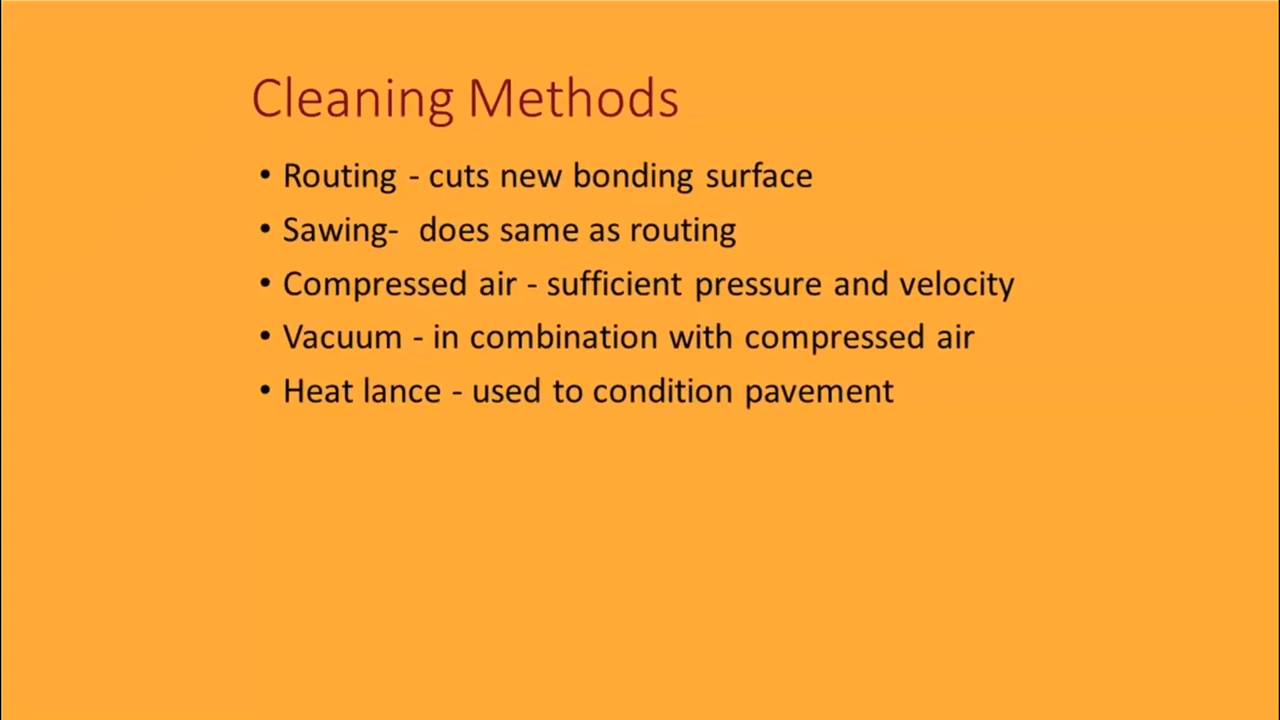 Cleaning Methods
• Routing - cuts new bonding surface
• Sawing-  does same as routing
• Compressed air - sufficient pressure and velocity
• Vacuum - in combination with compressed air
• Heat lance - used to condition pavement